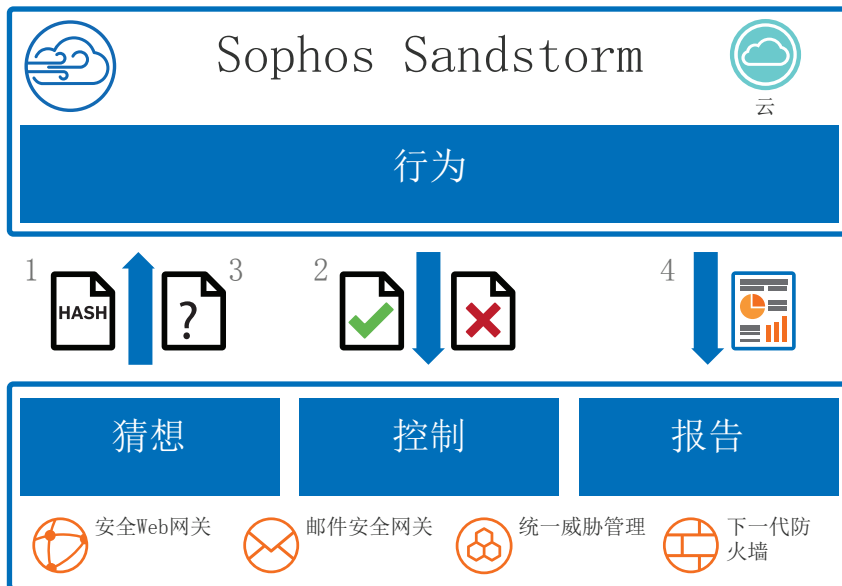 Sophos Sandstorm
云
行为
1
HASH
?
3
2
4
猜想
控制
报告
安全Web网关
邮件安全网关
统一威胁管理
下一代防
火墙